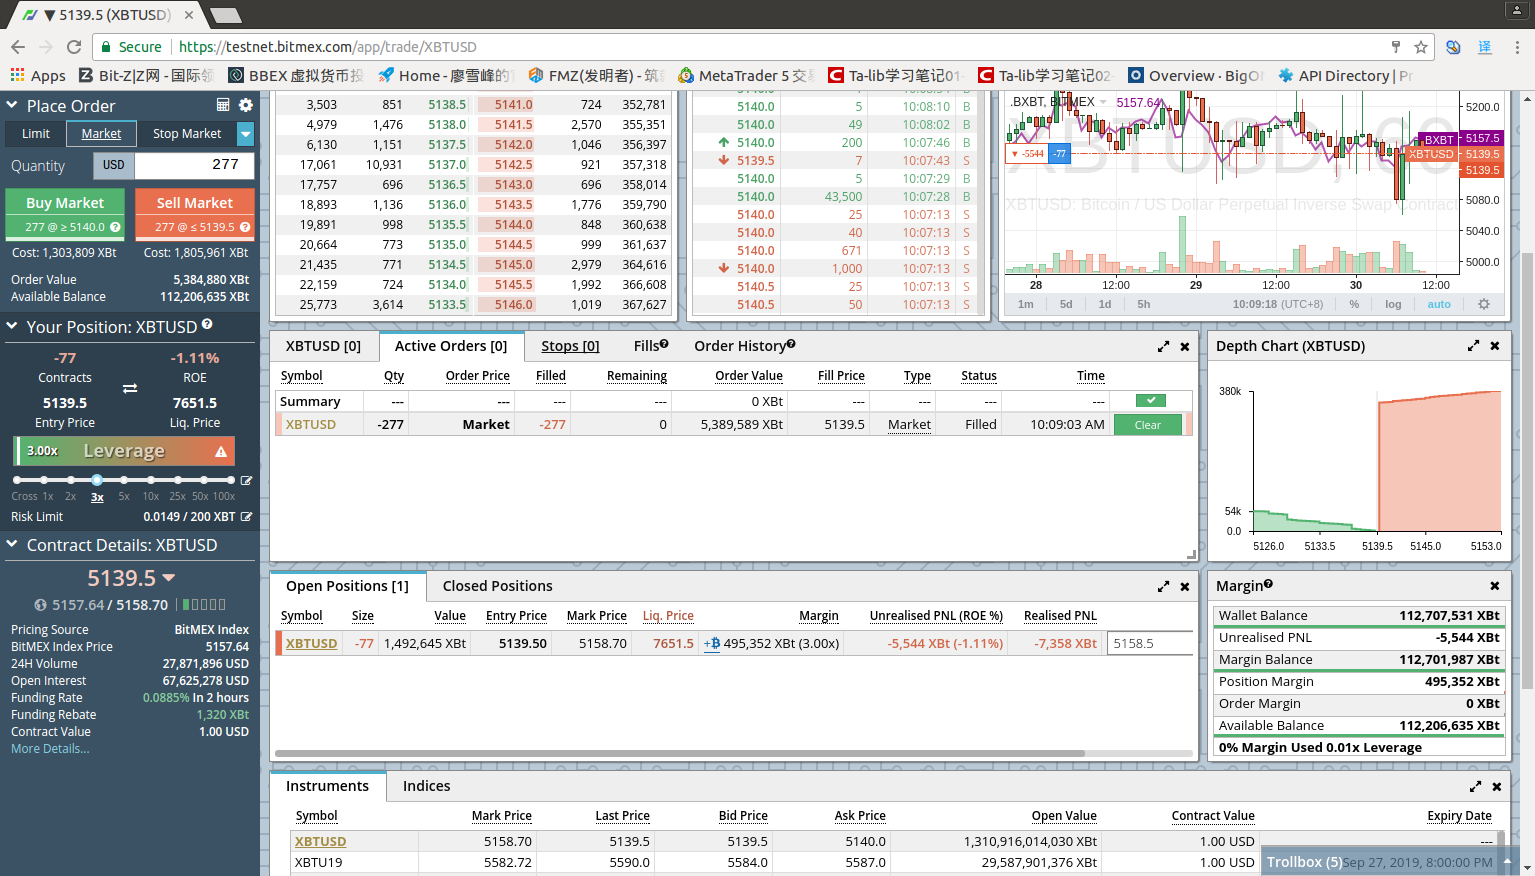 ▼ 5139.5 (XBTUSD)
Secure https://testnet.bitmex.com/app/trade/XBTUSD
Apps Bit-Z|Z网 - 国际领 BBEX 虚拟货币投 Home - 廖雪峰的 FMZ(发明者) - 筑 MetaTrader 5 交 Ta-lib学习笔记01- Ta-lib学习笔记02- Overview · BigO API Directory | Pr
Place Order
Limit Market Stop Market
Quantity USD 277
Buy Market Sell Market
277 @ ≥ 5140.0 277 @ ≤ 5139.5
Cost: 1,303,809 XBt Cost: 1,805,961 XBt
Order Value 5,384,880 XBt
Available Balance 112,206,635 XBt
Your Position: XBTUSD
-77 -1.11%
Contracts ROE
5139.5 7651.5
Entry Price Liq. Price
3.00x Leverage
Cross 1x 2x 3x 5x 10x 25x 50x 100x
Risk Limit 0.0149 / 200 XBT
Contract Details: XBTUSD
5139.5
5157.64 / 5158.70
Pricing Source BitMEX Index
BitMEX Index Price 5157.64
24H Volume 27,871,896 USD
Open Interest 67,625,278 USD
Funding Rate 0.0885% In 2 hours
Funding Rebate 1,320 XBt
Contract Value 1.00 USD
More Details...
3,503 851 5138.5 5141.0 724 352,781
4,979 1,476 5138.0 5141.5 2,570 355,351
6,130 1,151 5137.5 5142.0 1,046 356,397
17,061 10,931 5137.0 5142.5 921 357,318
17,757 696 5136.5 5143.0 696 358,014
18,893 1,136 5136.0 5143.5 1,776 359,790
19,891 998 5135.5 5144.0 848 360,638
20,664 773 5135.0 5144.5 999 361,637
21,435 771 5134.5 5145.0 2,979 364,616
22,159 724 5134.0 5145.5 1,992 366,608
25,773 3,614 5133.5 5146.0 1,019 367,627
5140.0 5 10:08:10 B
5140.0 49 10:08:02 B
5140.0 200 10:07:46 B
5139.5 7 10:07:43 S
5140.0 5 10:07:29 B
5140.0 43,500 10:07:28 B
5140.0 25 10:07:13 S
5140.0 40 10:07:13 S
5140.0 671 10:07:13 S
5140.0 1,000 10:07:13 S
5140.5 25 10:07:13 S
5140.5 50 10:07:13 S
.BXBT, BITMEX 5157.64
XBTUSD, 60
XBTUSD: Bitcoin / US Dollar Perpetual Inverse Swap Contract
▼ -5544 -77
5200.0
BXBT 5157.5
XBTUSD 5139.5
5139.5
5080.0
5040.0
5000.0
28 12:00 29 12:00 30 12:00
1m 5d 1d 5h 10:09:18 (UTC+8) % log auto
XBTUSD [0] Active Orders [0] Stops [0] Fills Order History
Symbol Qty Order Price Filled Remaining Order Value Fill Price Type Status Time
Summary --- --- --- --- 0 XBt --- --- --- ---
XBTUSD -277 Market -277 0 5,389,589 XBt 5139.5 Market Filled 10:09:03 AM Clear
Depth Chart (XBTUSD)
380k
54k
0.0
5126.0 5133.5 5139.5 5145.0 5153.0
Open Positions [1] Closed Positions
Symbol Size Value Entry Price Mark Price Liq. Price Margin Unrealised PNL (ROE %) Realised PNL
XBTUSD -77 1,492,645 XBt 5139.50 5158.70 7651.5 +₿ 495,352 XBt (3.00x) -5,544 XBt (-1.11%) -7,358 XBt 5158.5
Margin
Wallet Balance 112,707,531 XBt
Unrealised PNL -5,544 XBt
Margin Balance 112,701,987 XBt
Position Margin 495,352 XBt
Order Margin 0 XBt
Available Balance 112,206,635 XBt
0% Margin Used 0.01x Leverage
Instruments Indices
Symbol Mark Price Last Price Bid Price Ask Price Open Value Contract Value Expiry Date
XBTUSD 5158.70 5139.5 5139.5 5140.0 1,310,916,014,030 XBt 1.00 USD ---
XBTU19 5582.72 5590.0 5584.0 5587.0 29,587,901,376 XBt 1.00 USD Sep 27, 2019, 8:00:00 PM
Trollbox (5)